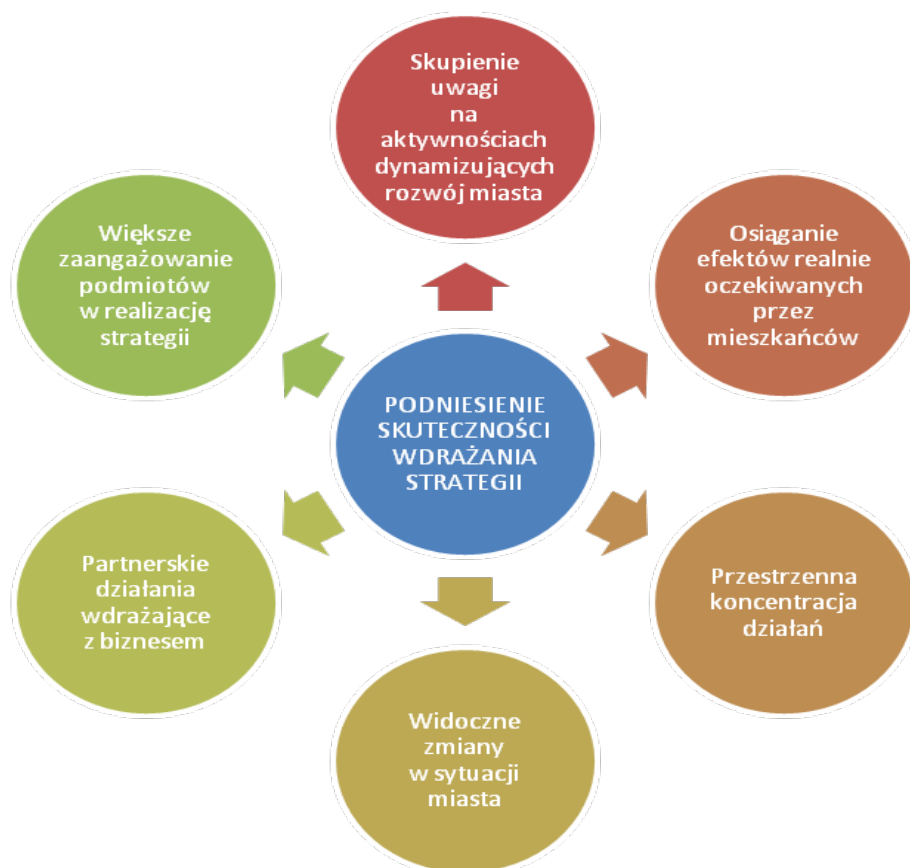 Skupienie
uwagi
na
aktywnościach
dynamizujących
rozwój miasta
Osiąganie
efektów realnie
oczekiwanych
przez
mieszkańców
Przestrzenna
koncentracja
działań
Widoczne
zmiany
w sytuacji
miasta
Partnerskie
działania
wdrażające
z biznesem
Większe
zaangażowanie
podmiotów
w realizację
strategii
PODNIESIENIE
SKUTECZNOŚCI
WDRAŻANIA
STRATEGII